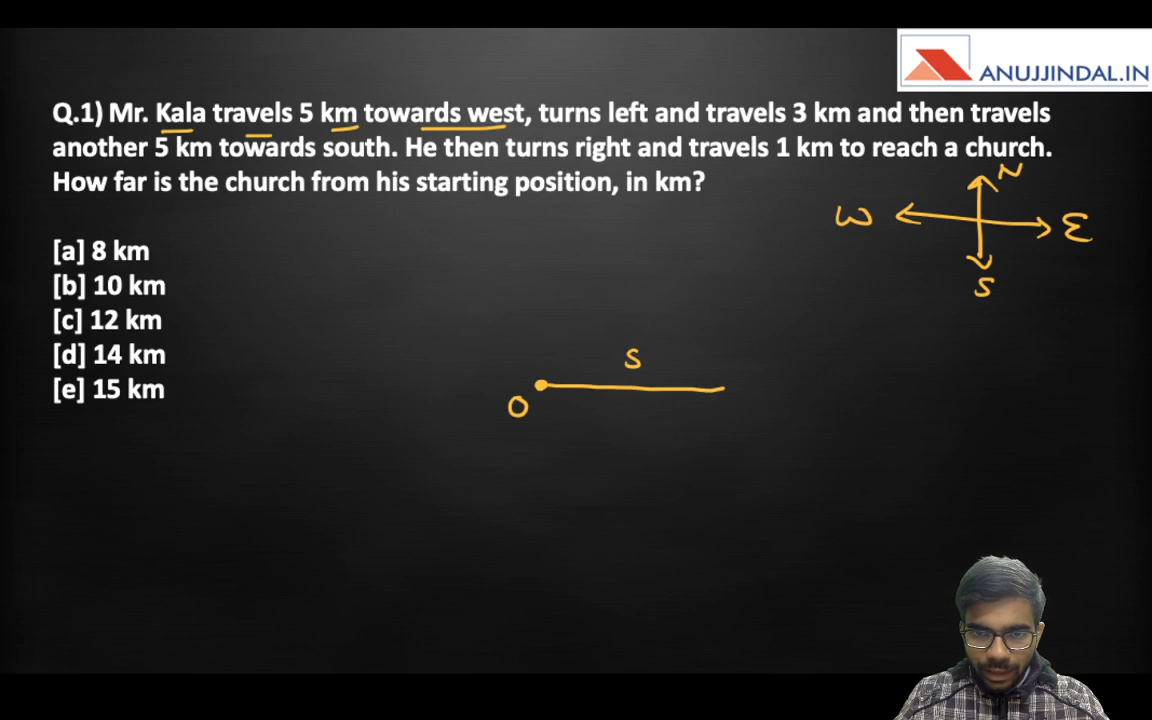 ANUJJINDAL.IN
Q.1) Mr. Kala travels 5 km towards west, turns left and travels 3 km and then travels
another 5 km towards south. He then turns right and travels 1 km to reach a church.
How far is the church from his starting position, in km?
N
W E
S
[a] 8 km
[b] 10 km
[c] 12 km
[d] 14 km
[e] 15 km
5
O